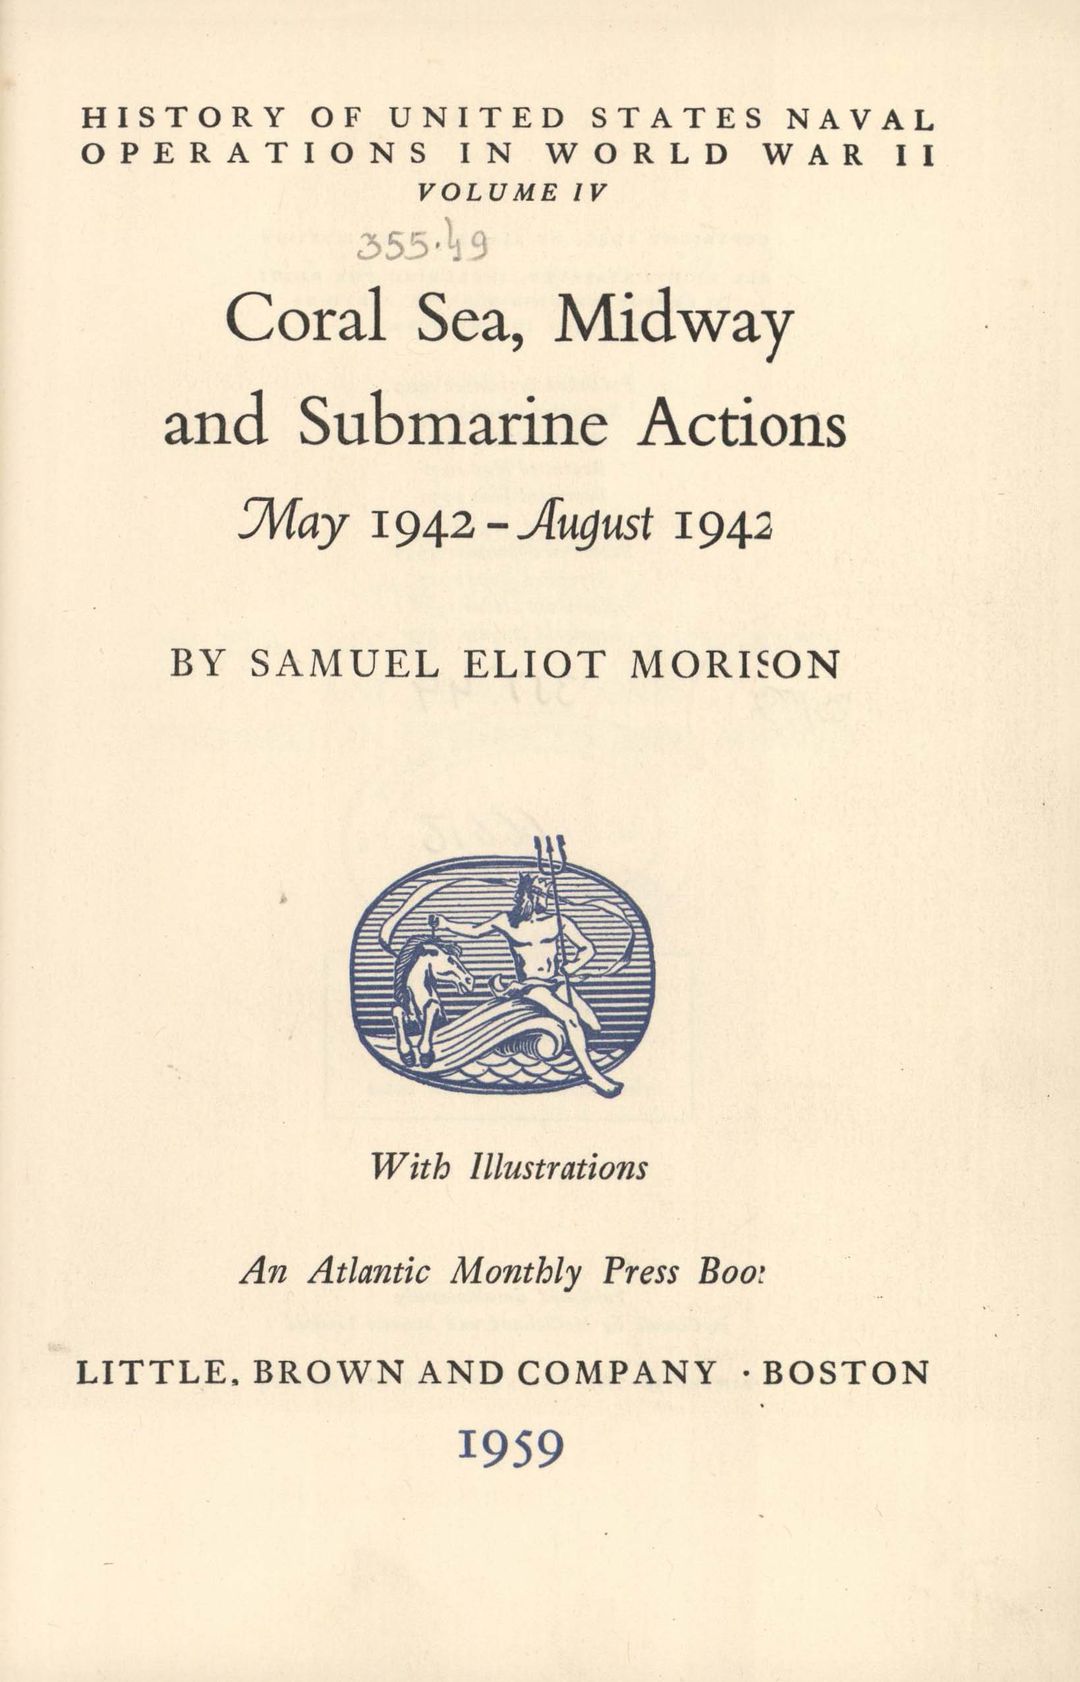 HISTORY OF UNITED STATES NAVAL
OPERATIONS IN WORLD WAR II
VOLUME IV
355.49
Coral Sea, Midway
and Submarine Actions
May 1942 – August 1942
BY SAMUEL ELIOT MORISON
With Illustrations
An Atlantic Monthly Press Book
LITTLE, BROWN AND COMPANY · BOSTON
1959